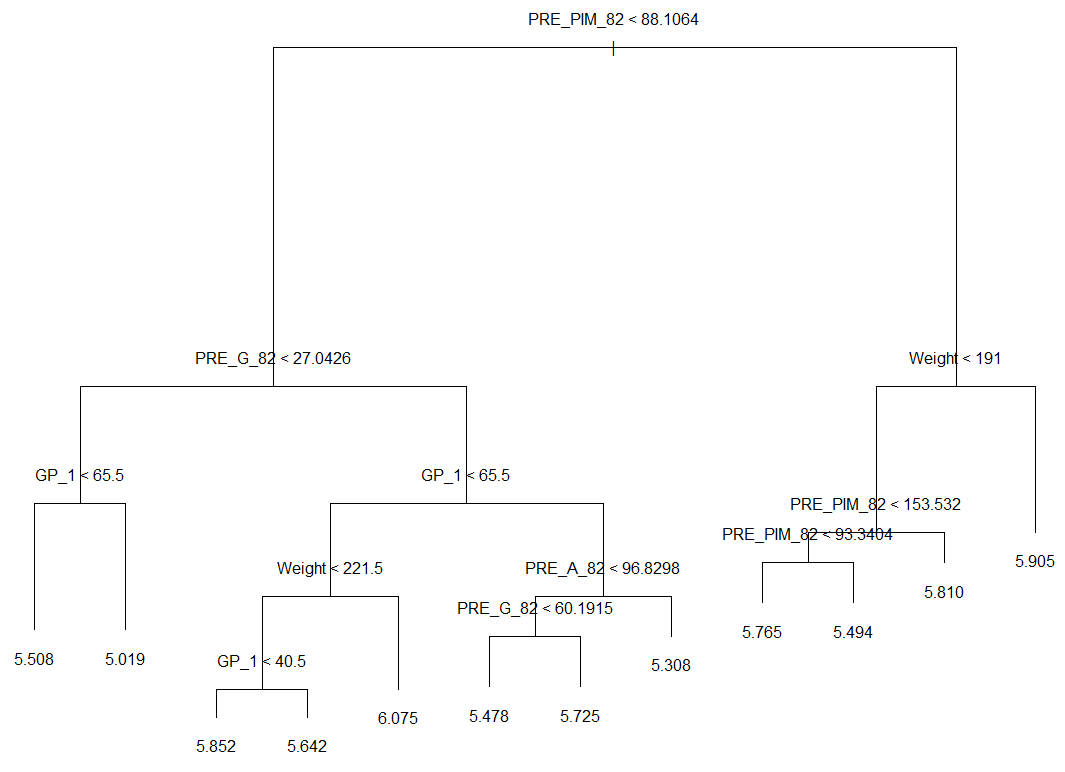 PRE_PIM_82 < 88.1064
PRE_G_82 < 27.0426
Weight < 191
GP_1 < 65.5
GP_1 < 65.5
PRE_PIM_82 < 153.532
PRE_PIM_82 < 93.3404
Weight < 221.5
PRE_A_82 < 96.8298
5.905
5.810
PRE_G_82 < 60.1915
5.765
5.494
5.508
5.019
GP_1 < 40.5
5.308
6.075
5.478
5.725
5.852
5.642